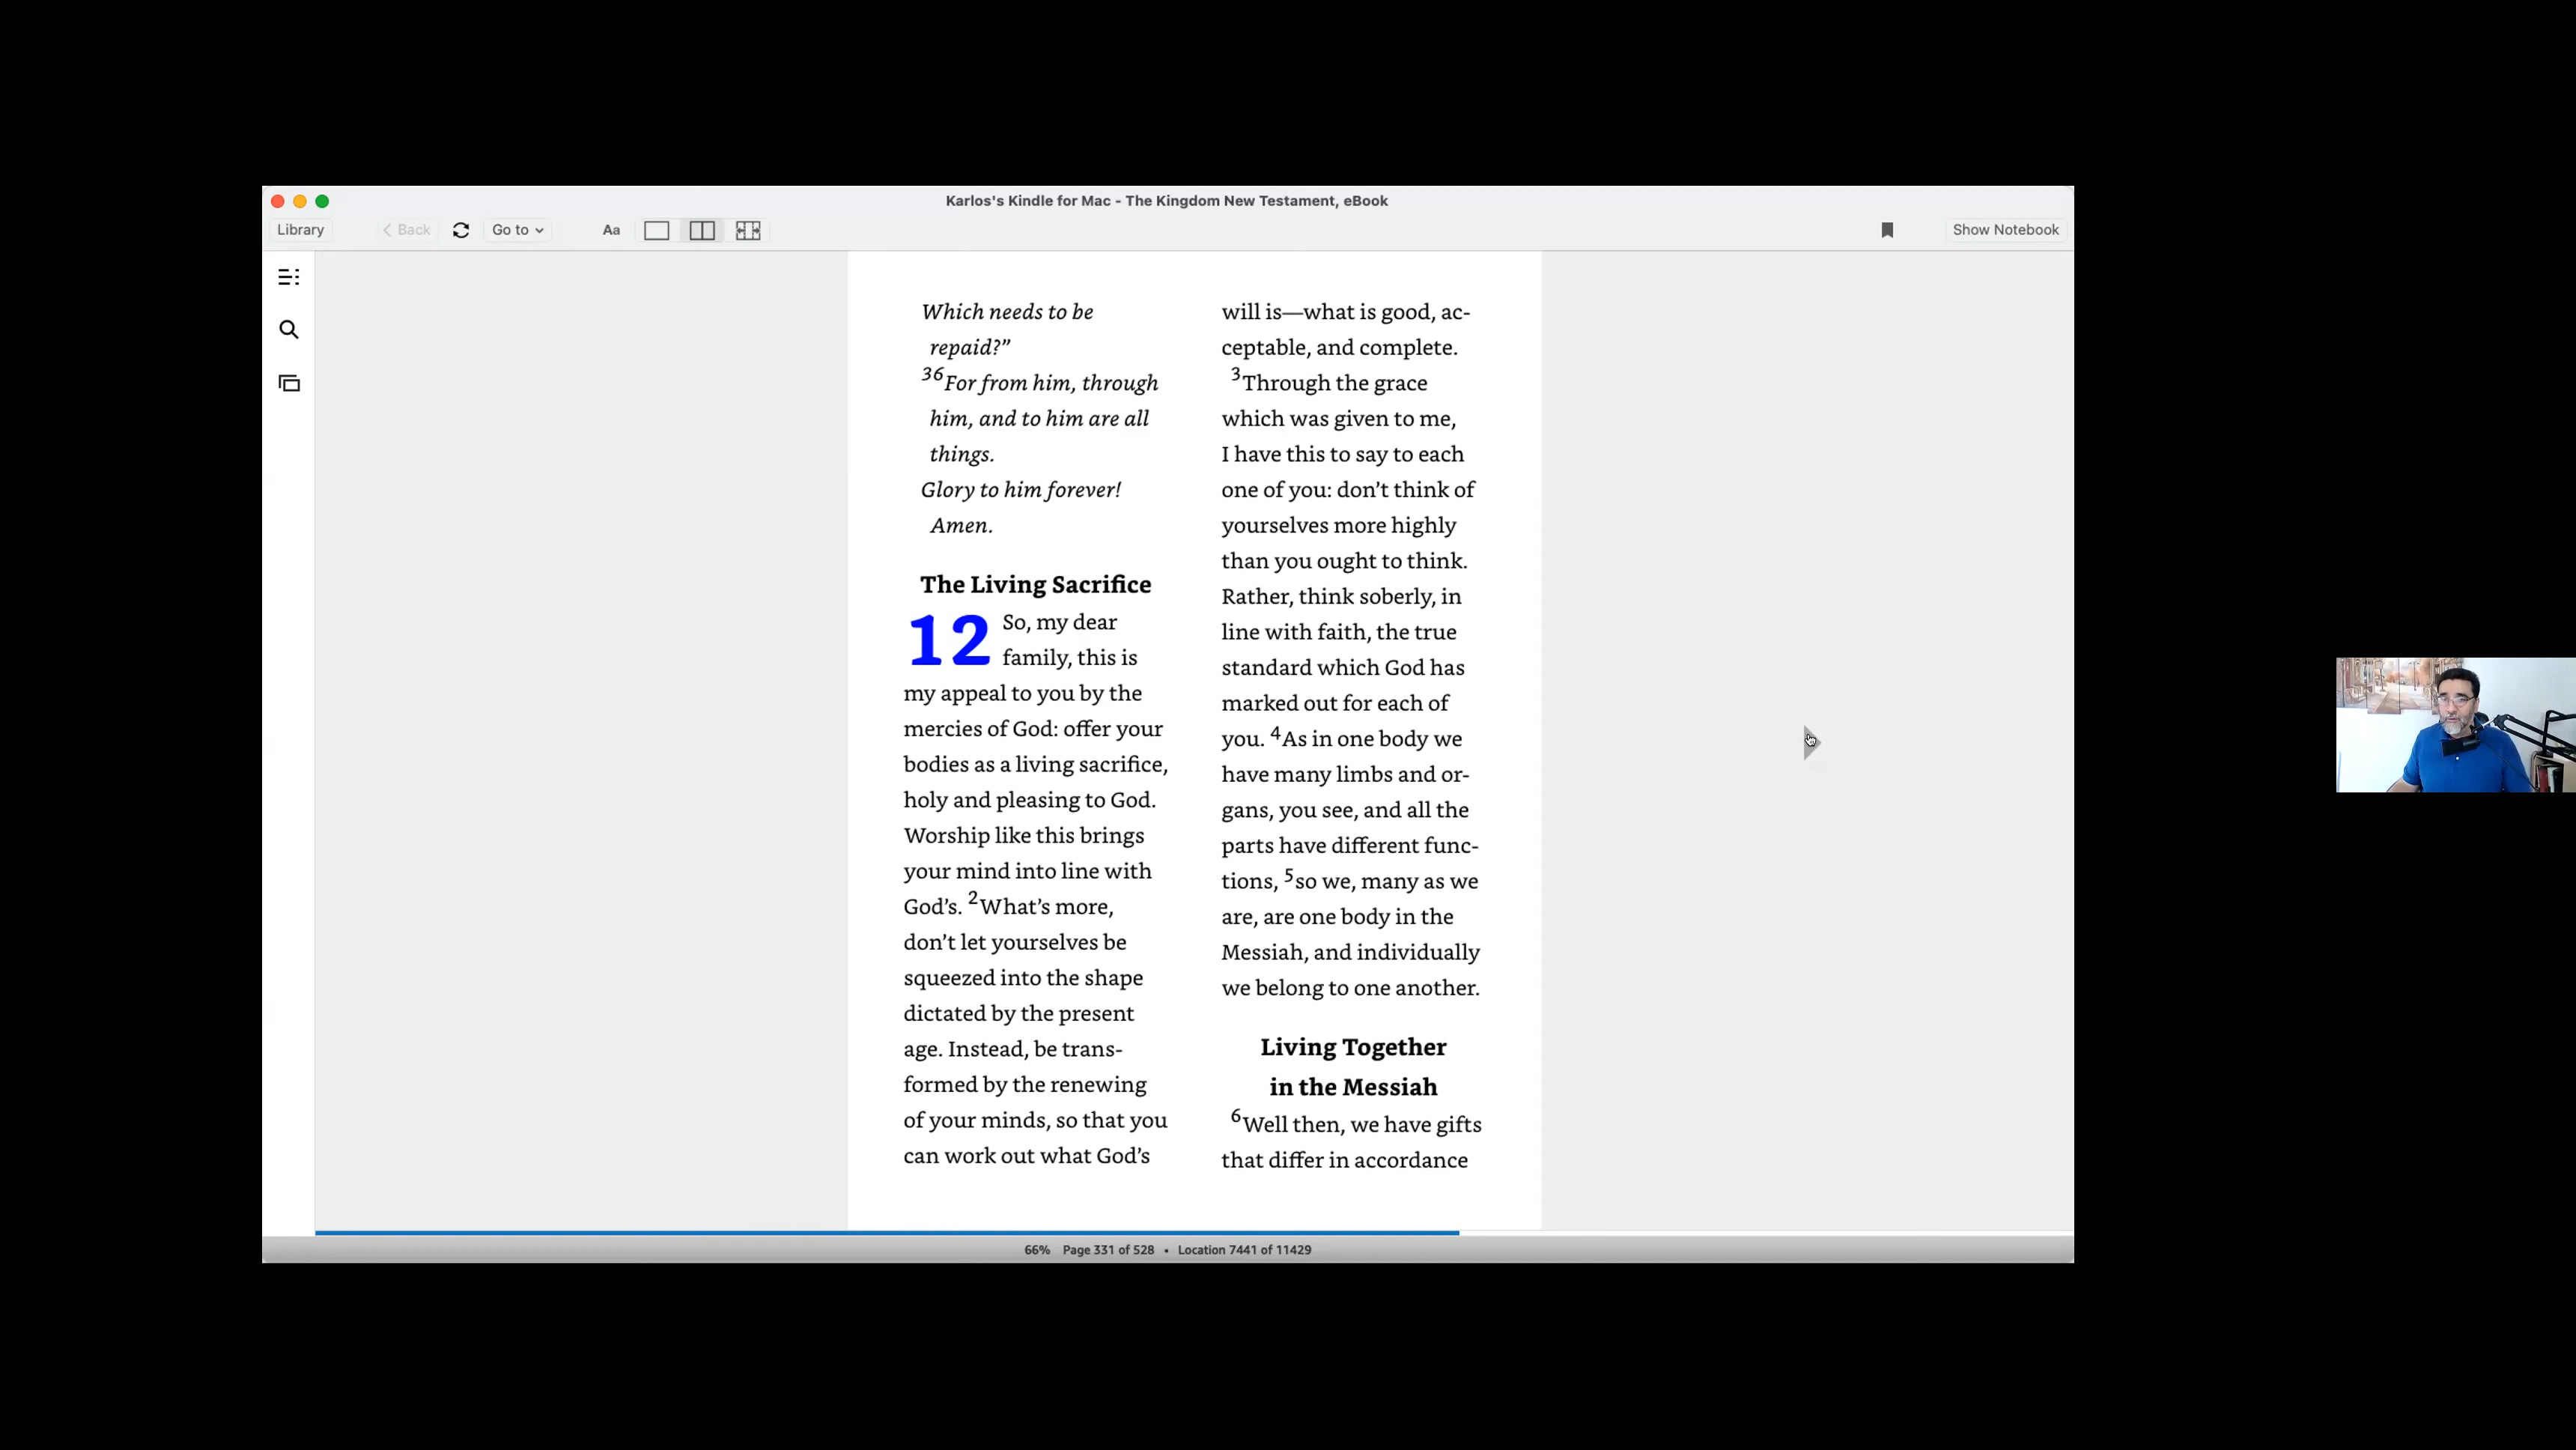 Karlos's Kindle for Mac - The Kingdom New Testament, eBook
Library
Back
Go to
Aa
Show Notebook
Which needs to be
repaid?”
36For from him, through
him, and to him are all
things.
Glory to him forever!
Amen.
The Living Sacrifice
12 So, my dear
family, this is
my appeal to you by the
mercies of God: offer your
bodies as a living sacrifice,
holy and pleasing to God.
Worship like this brings
your mind into line with
God’s. 2What’s more,
don’t let yourselves be
squeezed into the shape
dictated by the present
age. Instead, be trans-
formed by the renewing
of your minds, so that you
can work out what God’s
will is—what is good, ac-
ceptable, and complete.
3Through the grace
which was given to me,
I have this to say to each
one of you: don’t think of
yourselves more highly
than you ought to think.
Rather, think soberly, in
line with faith, the true
standard which God has
marked out for each of
you. 4As in one body we
have many limbs and or-
gans, you see, and all the
parts have different func-
tions, 5so we, many as we
are, are one body in the
Messiah, and individually
we belong to one another.
Living Together
in the Messiah
6Well then, we have gifts
that differ in accordance
66% Page 331 of 528 • Location 7441 of 11429